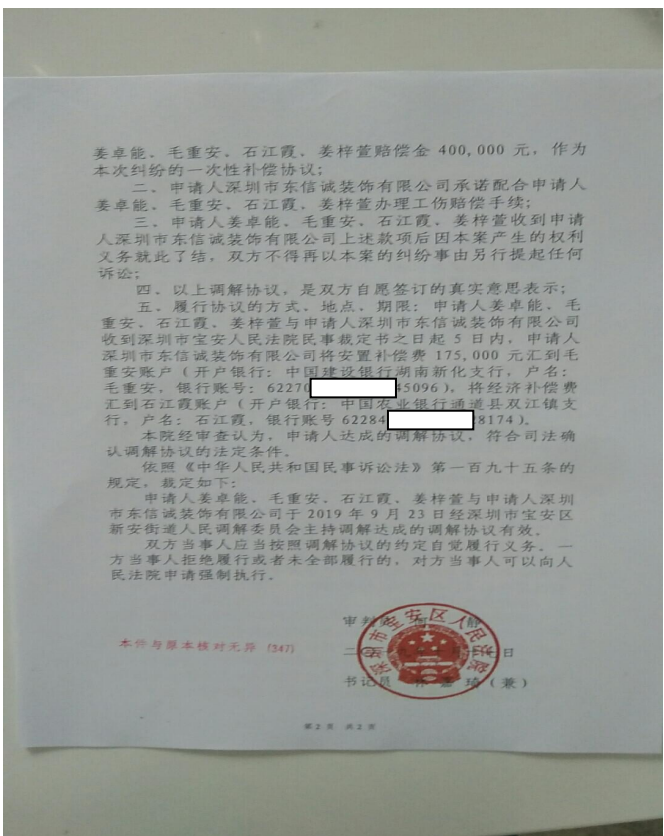 姜卓能、毛重安、石江霞、姜梓萱赔偿金 400,000 元，作为
本次纠纷的一次性补偿协议；
二、申请人深圳市东信诚装饰有限公司承诺配合申请人
姜卓能、毛重安、石江霞、姜梓萱办理工伤赔偿手续；
三、申请人姜卓能、毛重安、石江霞、姜梓萱收到申请
人深圳市东信诚装饰有限公司上述款项后因本案产生的权利
义务就此了结，双方不得再以本案的纠纷事由另行提起任何
诉讼；
四、以上调解协议，是双方自愿签订的真实意思表示；
五、履行协议的方式、地点、期限：申请人姜卓能、毛
重安、石江霞、姜梓萱与申请人深圳市东信诚装饰有限公司
收到深圳市宝安人民法院民事裁定书之日起 5 日内，申请人
深圳市东信诚装饰有限公司将安置补偿费 175,000 元汇到毛
重安账户（开户银行：中国建设银行湖南新化支行，户名：
毛重安，银行账号：62270 45096），将经济补偿费
汇到石江霞账户（开户银行：中国农业银行通道县双江镇支
行，户名：石江霞，银行账号 62284 8174）。
本院经审查认为，申请人达成的调解协议，符合司法确
认调解协议的法定条件。
依照《中华人民共和国民事诉讼法》第一百九十五条的
规定，裁定如下：
申请人姜卓能、毛重安、石江霞、姜梓萱与申请人深圳
市东信诚装饰有限公司于 2019 年 9 月 23 日经深圳市宝安区
新安街道人民调解委员会主持调解达成的调解协议有效。
双方当事人应当按照调解协议的约定自觉履行义务。一
方当事人拒绝履行或者未全部履行的，对方当事人可以向人
民法院申请强制执行。
审判员
深圳市宝安区人民法院
本件与原本核对无异 (347)
日
书记员 琦（兼）
第 2 页 共 2 页